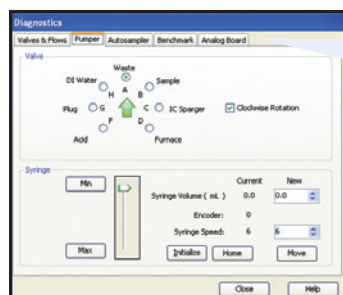 Diagnostics
Valves & Flows Pumper Autosampler Benchmark Analog Board
Valve
Waste
DI Water Sample
H A B
Plug G C IC Sparger Clockwise Rotation
F D
Acid Furnace
Syringe
Min Current New
Syringe Volume ( mL ) 0.0 0.0
Encoder: 0
Syringe Speed: 6 6
Max Initialize Home Move
Close Help